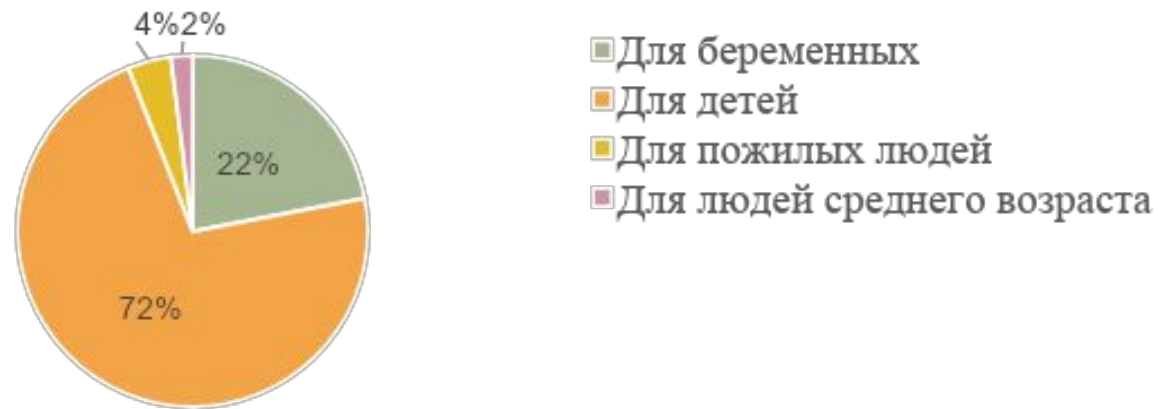 4%2%
22%
72%
Для беременных
Для детей
Для пожилых людей
Для людей среднего возраста